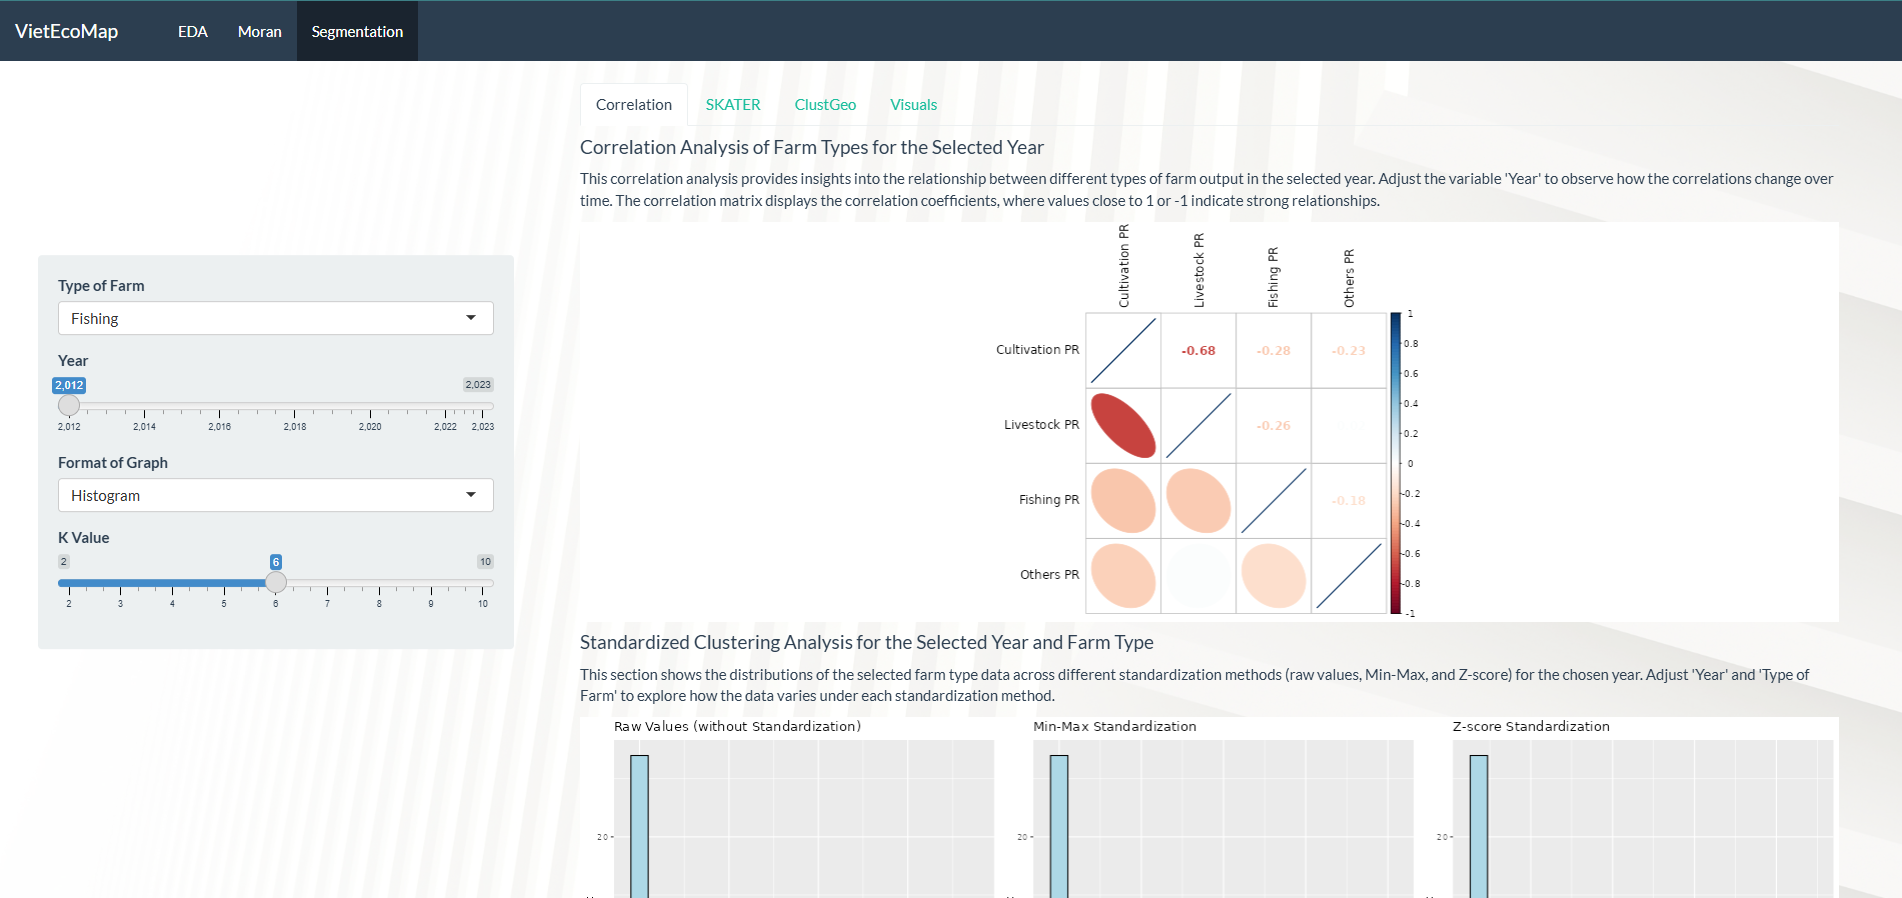 VietEcoMap EDA Moran Segmentation
Correlation SKATER ClustGeo Visuals
Correlation Analysis of Farm Types for the Selected Year
This correlation analysis provides insights into the relationship between different types of farm output in the selected year. Adjust the variable 'Year' to observe how the correlations change over
time. The correlation matrix displays the correlation coefficients, where values close to 1 or -1 indicate strong relationships.
Type of Farm
Fishing
Year
2,012 2,023
2,012 2,014 2,016 2,018 2,020 2,022 2,023
Format of Graph
Histogram
K Value
2 6 10
2 3 4 5 6 7 8 9 10
Cultivation PR
Livestock PR
Fishing PR
Others PR
Cultivation PR -0.68 -0.28 -0.23
Livestock PR -0.26
Fishing PR -0.18
Others PR
1
0.8
0.6
0.4
0.2
0
-0.2
-0.4
-0.6
-0.8
-1
Standardized Clustering Analysis for the Selected Year and Farm Type
This section shows the distributions of the selected farm type data across different standardization methods (raw values, Min-Max, and Z-score) for the chosen year. Adjust 'Year' and 'Type of
Farm' to explore how the data varies under each standardization method.
Raw Values (without Standardization) Min-Max Standardization Z-score Standardization
20 20 20